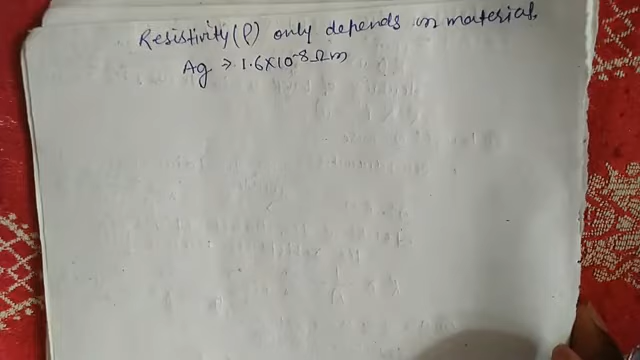 Resistivity(ρ) only depends on material.
Ag → 1.6×10⁻⁸ Ωm